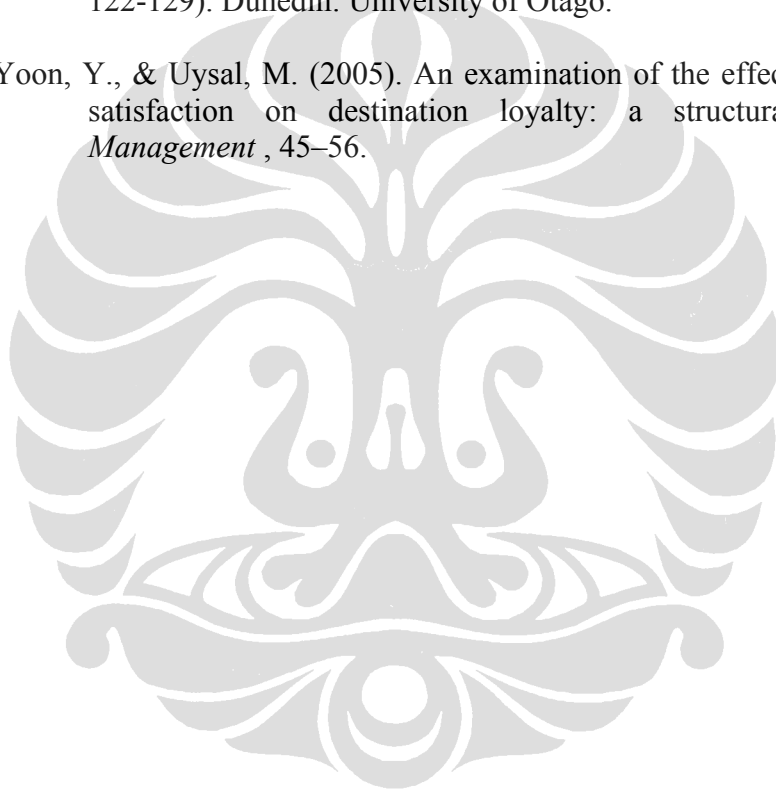 122-129). Dunedin: University of Otago.
Yoon, Y., & Uysal, M. (2005). An examination of the effec
satisfaction on destination loyalty: a structura
Management , 45–56.